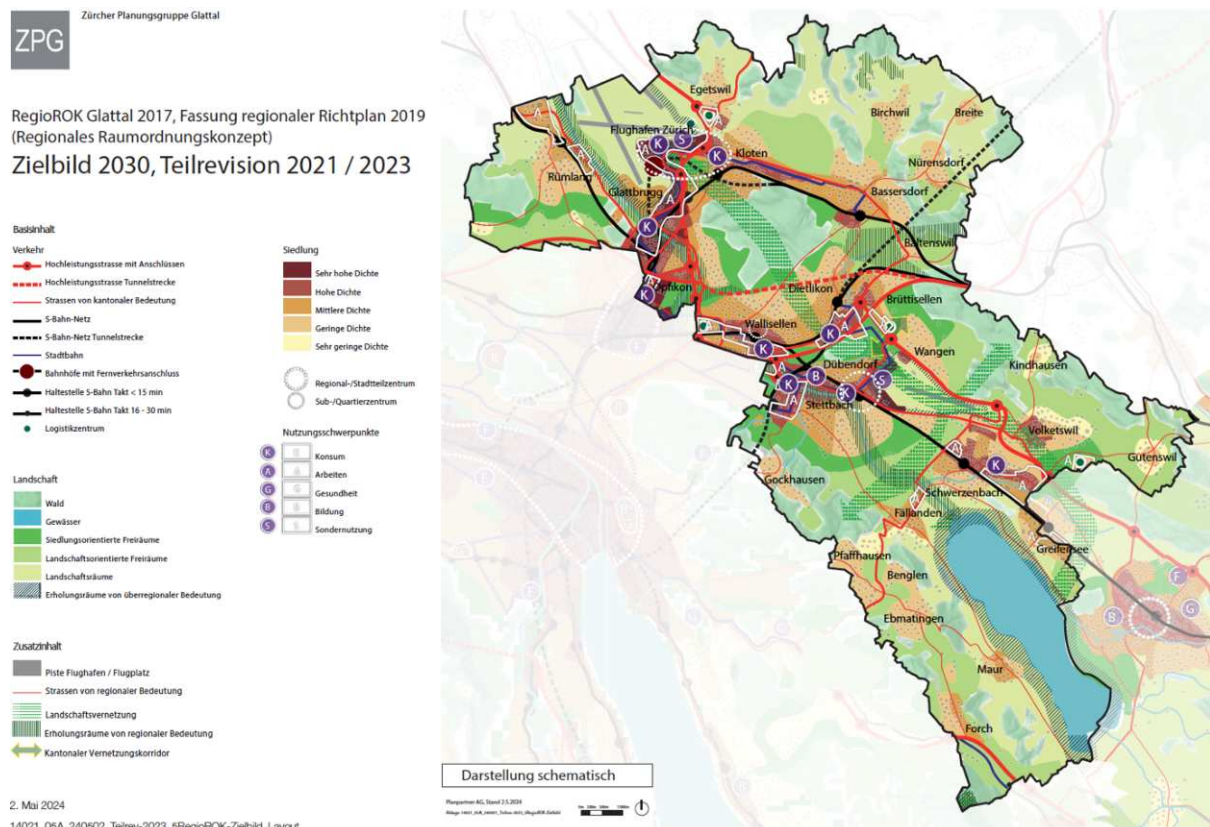 Zürcher Planungsgruppe Glattal
ZPG
RegioROK Glattal 2017, Fassung regionaler Richtplan 2019
(Regionales Raumordnungskonzept)
Zielbild 2030, Teilrevision 2021 / 2023
Basisinhalt
Verkehr
Hochleistungsstrasse mit Anschlüssen
Hochleistungsstrasse Tunnelstrecke
Strassen von kantonaler Bedeutung
S-Bahn-Netz
S-Bahn-Netz Tunnelstrecke
Stadtbahn
Bahnhöfe mit Fernverkehrsanschluss
Haltestelle S-Bahn Takt < 15 min
Haltestelle S-Bahn Takt 16 - 30 min
Logistikzentrum
Siedlung
Sehr hohe Dichte
Hohe Dichte
Mittlere Dichte
Geringe Dichte
Sehr geringe Dichte
Regional-/Stadtteilzentrum
Sub-/Quartierzentrum
Nutzungsschwerpunkte
K Konsum
A Arbeiten
G Gesundheit
B Bildung
S Sondernutzung
Landschaft
Wald
Gewässer
Siedlungsorientierte Freiräume
Landschaftsorientierte Freiräume
Landschaftsräume
Erholungsräume von überregionaler Bedeutung
Zusatzinhalt
Piste Flughafen / Flugplatz
Strassen von regionaler Bedeutung
Landschaftsvernetzung
Erholungsräume von regionaler Bedeutung
Kantonaler Vernetzungskorridor
2. Mai 2024
Egetswil
Birchwil
Breite
Flughafen Zürich
Kloten
Nürensdorf
Rümlang
Glattbrugg
Bassersdorf
Baltenswil
Opfikon
Dietlikon
Brüttisellen
Wallisellen
Wangen
Dübendorf
Kindhausen
Stettbach
Volketswil
Gutenswil
Gockhausen
Schwerzenbach
Fällanden
Greifensee
Pfaffhausen
Benglen
Ebmatingen
Maur
Forch
Darstellung schematisch
Planpartner AG, Stand 2.5.2024